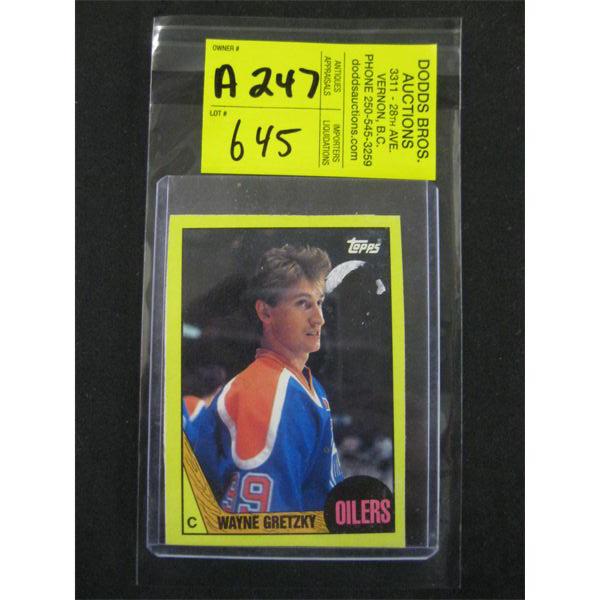 OWNER #
A 247
LOT #
645
ANTIQUES
APPRAISALS
IMPORTERS
LIQUIDATIONS
DODDS BROS.
AUCTIONS
3311 - 28TH AVE.
VERNON, B.C.
PHONE 250-545-3259
doddsauctions.com
TOPPS
99
C
WAYNE GRETZKY
OILERS